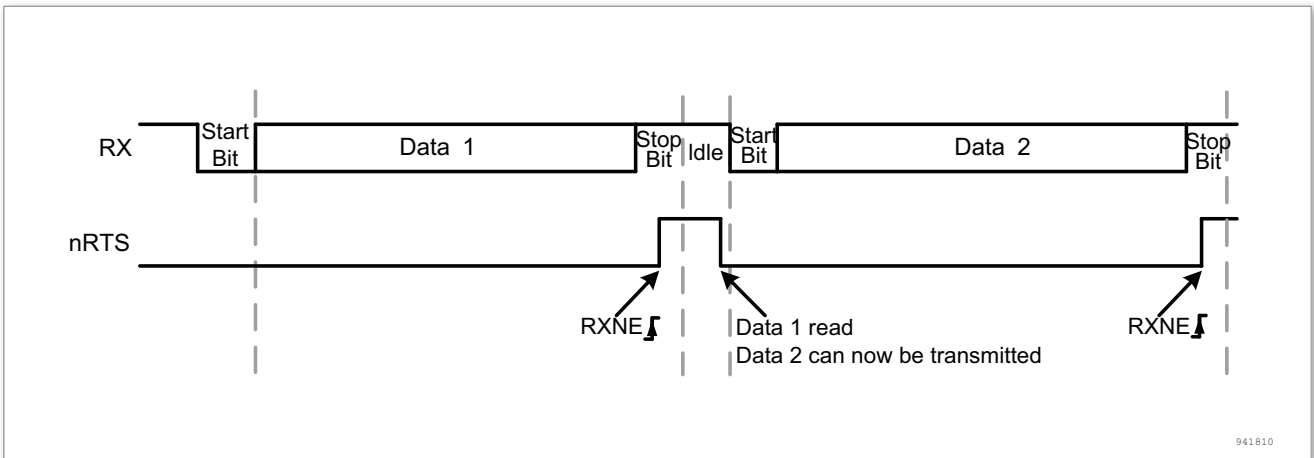 RX
Start
Bit
Data 1
Stop
Bit
Idle
Start
Bit
Data 2
Stop
Bit
nRTS
RXNE
Data 1 read
Data 2 can now be transmitted
RXNE
941810